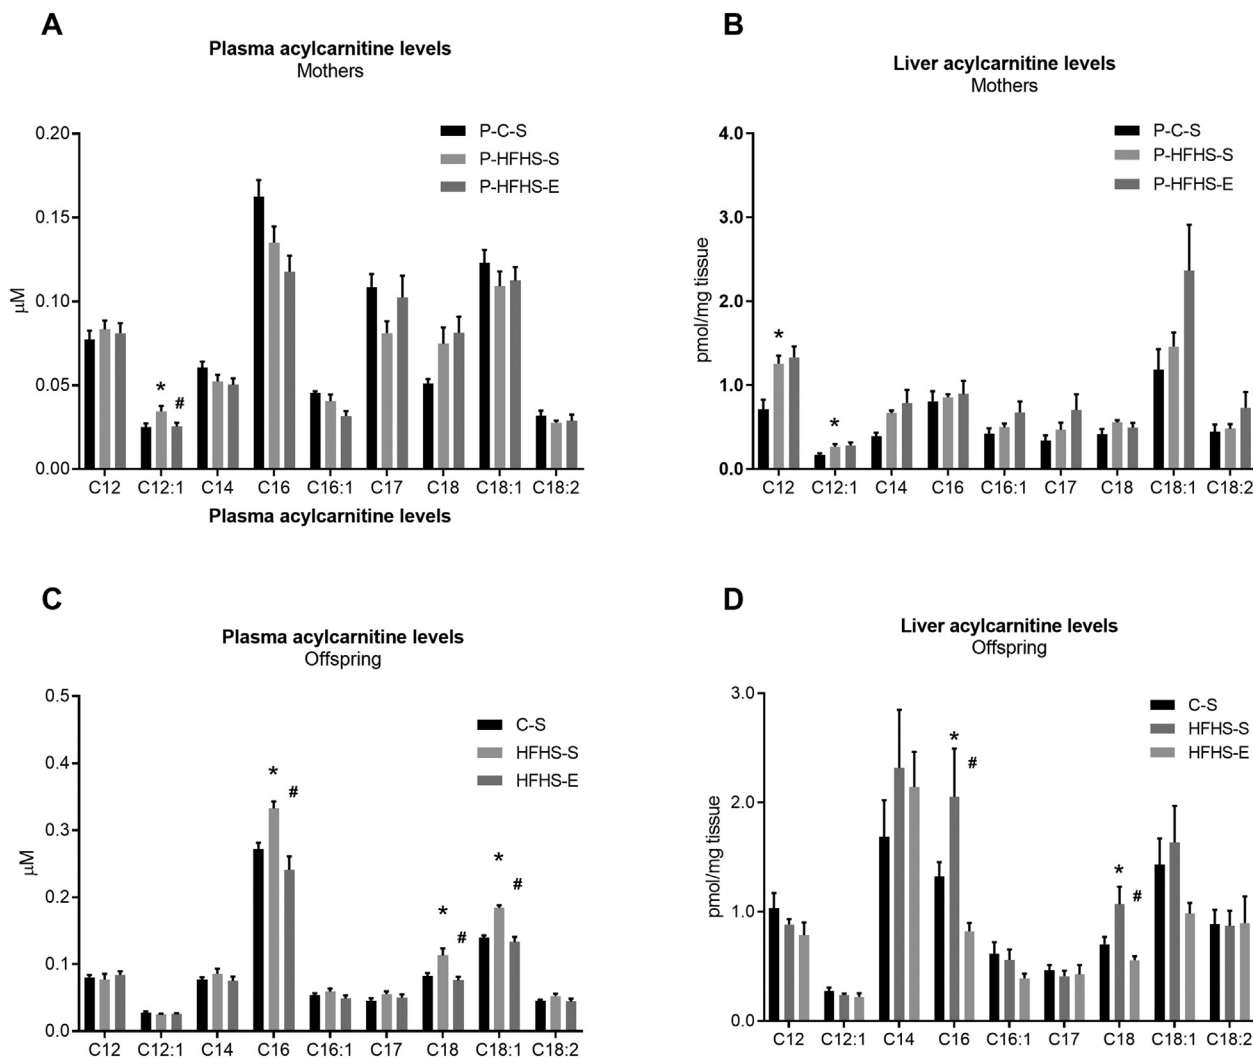 A
Plasma acylcarnitine levels
Mothers
P-C-S
P-HFHS-S
P-HFHS-E
0.20
0.15
0.10
0.05
0.00
μM
*
#
C12 C12:1 C14 C16 C16:1 C17 C18 C18:1 C18:2
Plasma acylcarnitine levels
B
Liver acylcarnitine levels
Mothers
P-C-S
P-HFHS-S
P-HFHS-E
4.0
3.0
2.0
1.0
0.0
pmol/mg tissue
*
*
C12 C12:1 C14 C16 C16:1 C17 C18 C18:1 C18:2
C
Plasma acylcarnitine levels
Offspring
C-S
HFHS-S
HFHS-E
0.5
0.4
0.3
0.2
0.1
0.0
μM
*
#
*
#
*
#
C12 C12:1 C14 C16 C16:1 C17 C18 C18:1 C18:2
D
Liver acylcarnitine levels
Offspring
C-S
HFHS-S
HFHS-E
3.0
2.0
1.0
0.0
pmol/mg tissue
*
#
*
#
C12 C12:1 C14 C16 C16:1 C17 C18 C18:1 C18:2